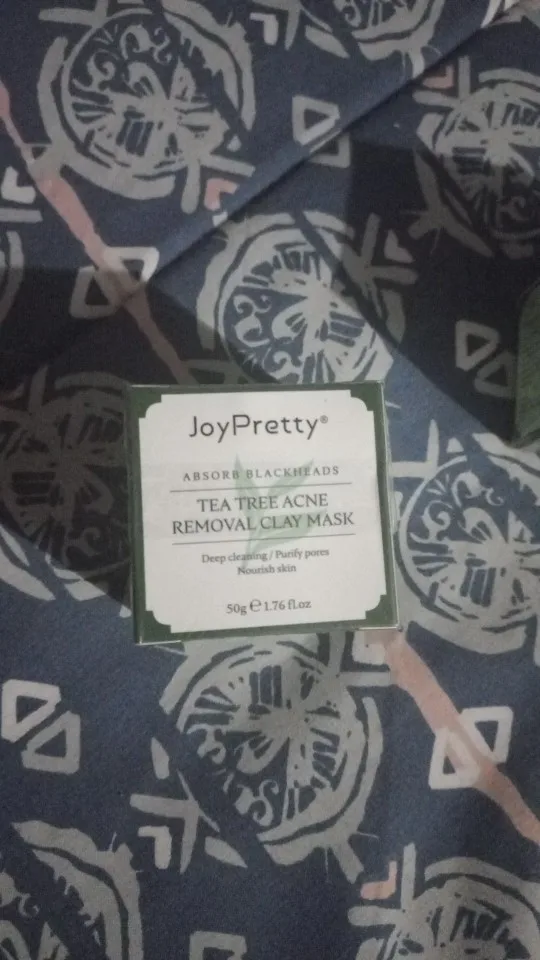 JoyPretty®
ABSORB BLACKHEADS
TEA TREE ACNE
REMOVAL CLAY MASK
Deep cleaning / Purify pores
Nourish skin
50g ℮ 1.76 fl.oz